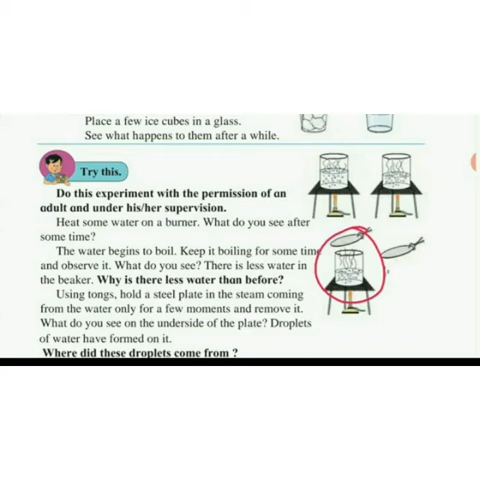 Place a few ice cubes in a glass.
See what happens to them after a while.
Try this.
Do this experiment with the permission of an
adult and under his/her supervision.
Heat some water on a burner. What do you see after
some time?
The water begins to boil. Keep it boiling for some time
and observe it. What do you see? There is less water in
the beaker. Why is there less water than before?
Using tongs, hold a steel plate in the steam coming
from the water only for a few moments and remove it.
What do you see on the underside of the plate? Droplets
of water have formed on it.
Where did these droplets come from ?